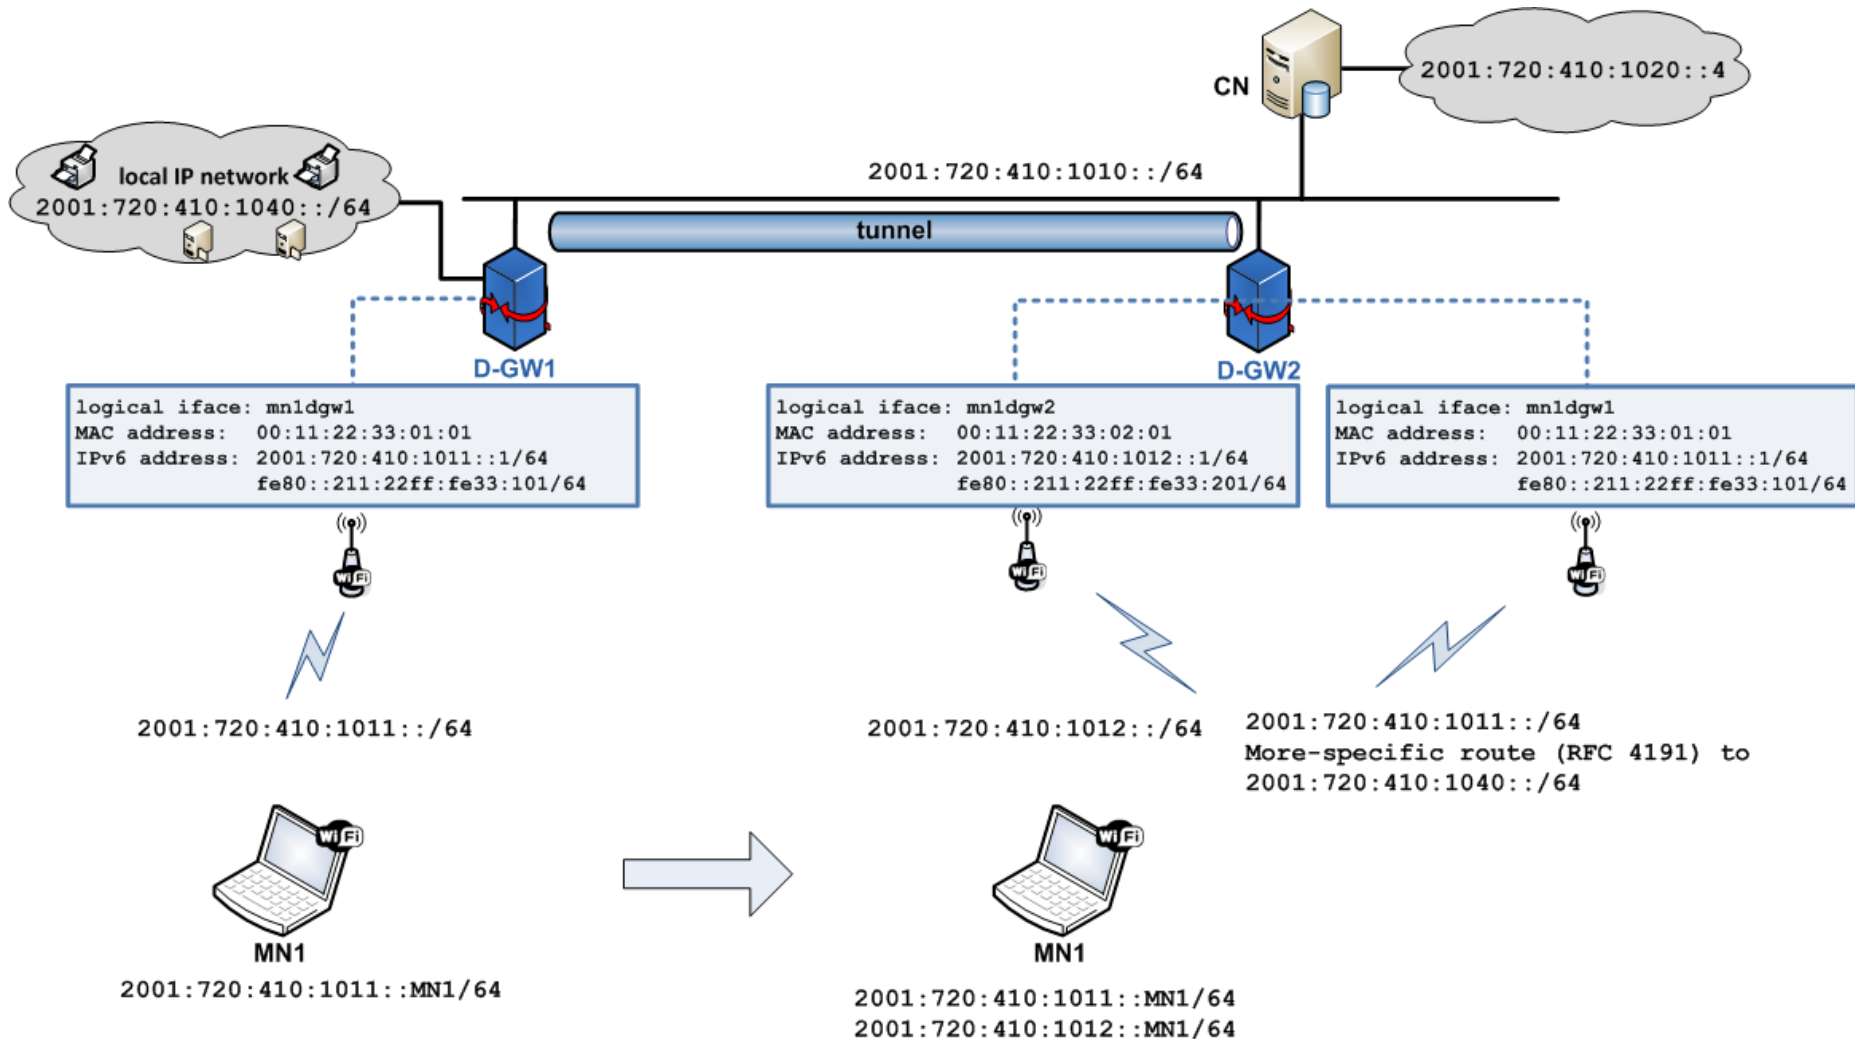 CN
2001:720:410:1020::4
local IP network
2001:720:410:1040::/64
2001:720:410:1010::/64
tunnel
D-GW1
D-GW2
logical iface: mn1dgw1
MAC address: 00:11:22:33:01:01
IPv6 address: 2001:720:410:1011::1/64
fe80::211:22ff:fe33:101/64
logical iface: mn1dgw2
MAC address: 00:11:22:33:02:01
IPv6 address: 2001:720:410:1012::1/64
fe80::211:22ff:fe33:201/64
logical iface: mn1dgw1
MAC address: 00:11:22:33:01:01
IPv6 address: 2001:720:410:1011::1/64
fe80::211:22ff:fe33:101/64
WiFi
WiFi
WiFi
2001:720:410:1011::/64
2001:720:410:1012::/64
2001:720:410:1011::/64
More-specific route (RFC 4191) to
2001:720:410:1040::/64
WiFi
WiFi
MN1
2001:720:410:1011::MN1/64
MN1
2001:720:410:1011::MN1/64
2001:720:410:1012::MN1/64